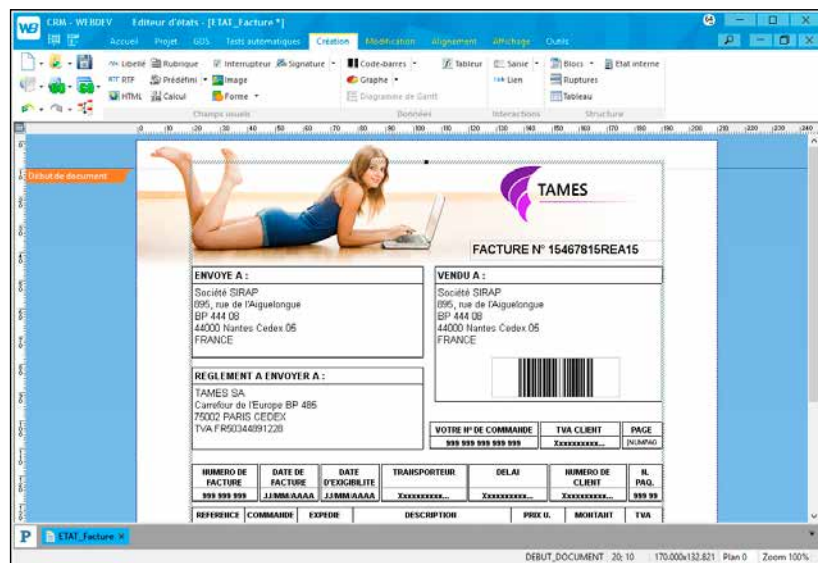 CRM - WEBDEV Editeur d'états - [ETAT_Facture *]
Accueil Projet GDS Tests automatiques Création Modification Alignement Affichage Outils
Libellé Rubrique Interrupteur Signature Code-barres Tableur Saisie Blocs Etat interne
RTF Prédéfini Image Graphe Lien Ruptures
HTML Calcul Forme Diagramme de Gantt Tableau
Champs usuels Données Interactions Structure
Début de document
TAMES
FACTURE N° 15467815REA15
ENVOYE A : VENDU A :
Société SIRAP Société SIRAP
895, rue de l'Aiguelongue 895, rue de l'Aiguelongue
BP 444 08 BP 444 08
44000 Nantes Cedex 06 44000 Nantes Cedex 06
FRANCE FRANCE
REGLEMENT A ENVOYER A :
TAMES SA
Carrefour de l'Europe BP 485
75002 PARIS CEDEX
TVA FR50344891228
VOTRE N° DE COMMANDE TVA CLIENT PAGE
999 999 999 999 999 Xxxxxxxxxx... [NUMPAG
NUMERO DE FACTURE DATE DE FACTURE DATE D'EXIGIBILITE TRANSPORTEUR DELAI NUMERO DE CLIENT N. PAQ.
999 999 999 JJ/MM/AAAA JJ/MM/AAAA Xxxxxxxxxx... Xxxxxxxxxx... Xxxxxxxxxx... 999 99
REFERENCE COMMANDE EXPEDIE DESCRIPTION PRIX U. MONTANT TVA
ETAT_Facture
DEBUT_DOCUMENT 20; 10 170.000x132.821 Plan 0 Zoom 100%